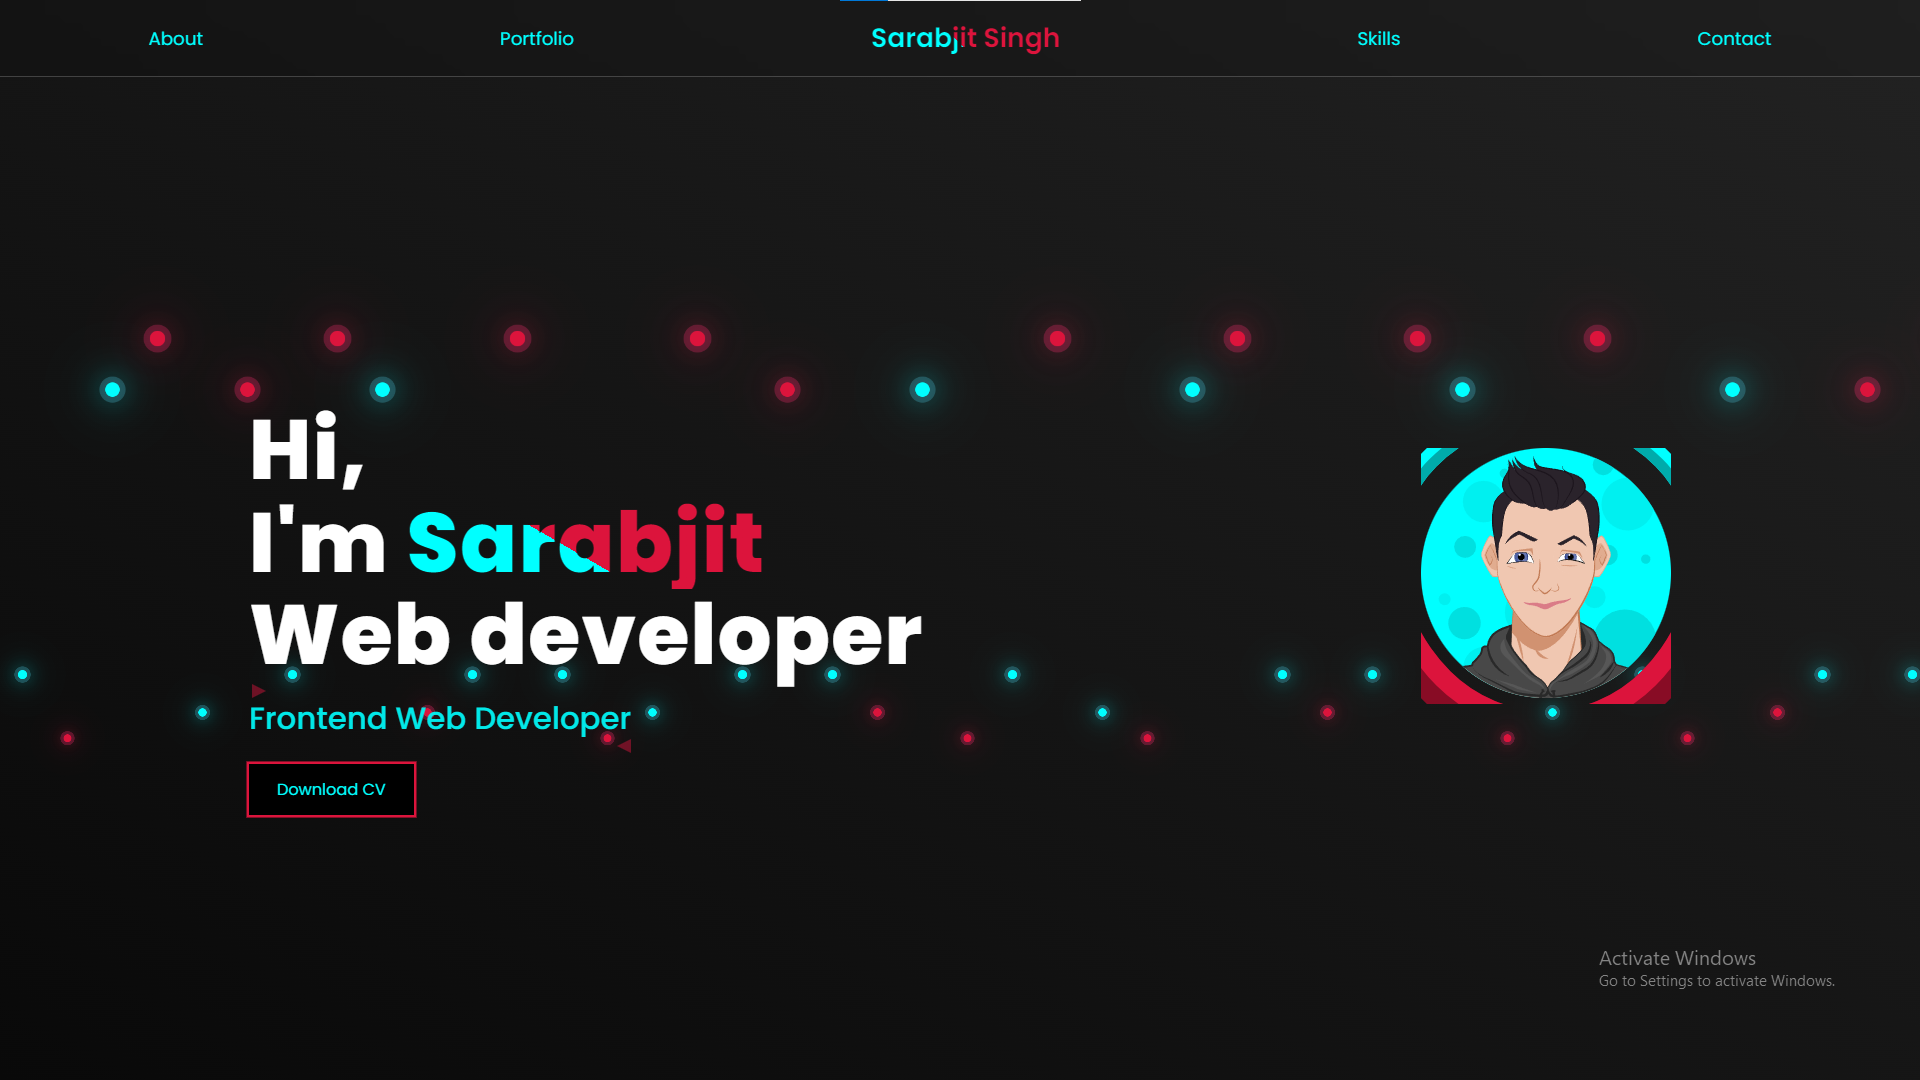 About
Portfolio
Sarabjit Singh
Skills
Contact
Hi,
I'm Sarabjit
Web developer
Frontend Web Developer
Download CV
Activate Windows
Go to Settings to activate Windows.